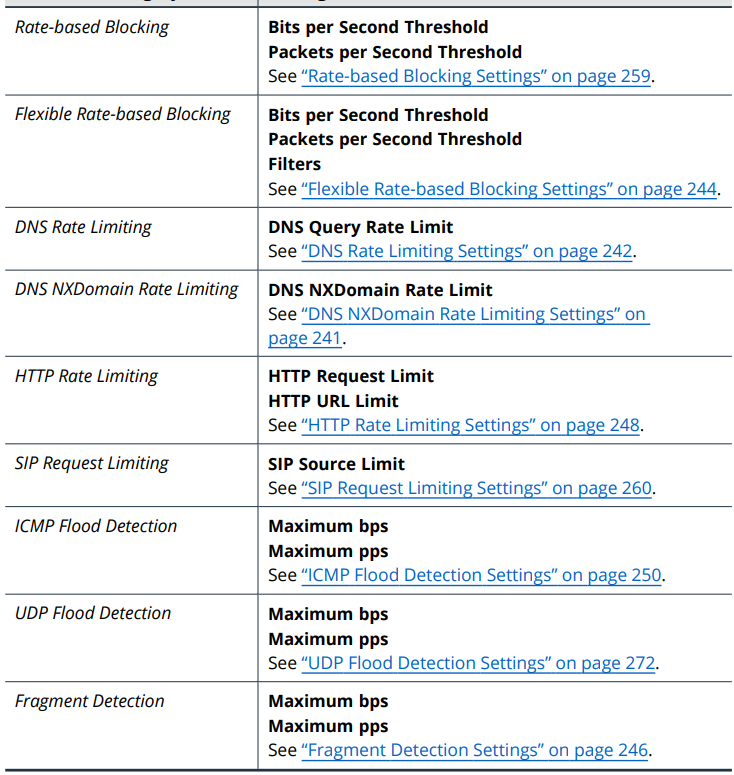 Rate-based Blocking
Bits per Second Threshold
Packets per Second Threshold
See “Rate-based Blocking Settings” on page 259.
Flexible Rate-based Blocking
Bits per Second Threshold
Packets per Second Threshold
Filters
See “Flexible Rate-based Blocking Settings” on page 244.
DNS Rate Limiting
DNS Query Rate Limit
See “DNS Rate Limiting Settings” on page 242.
DNS NXDomain Rate Limiting
DNS NXDomain Rate Limit
See “DNS NXDomain Rate Limiting Settings” on
page 241.
HTTP Rate Limiting
HTTP Request Limit
HTTP URL Limit
See “HTTP Rate Limiting Settings” on page 248.
SIP Request Limiting
SIP Source Limit
See “SIP Request Limiting Settings” on page 260.
ICMP Flood Detection
Maximum bps
Maximum pps
See “ICMP Flood Detection Settings” on page 250.
UDP Flood Detection
Maximum bps
Maximum pps
See “UDP Flood Detection Settings” on page 272.
Fragment Detection
Maximum bps
Maximum pps
See “Fragment Detection Settings” on page 246.